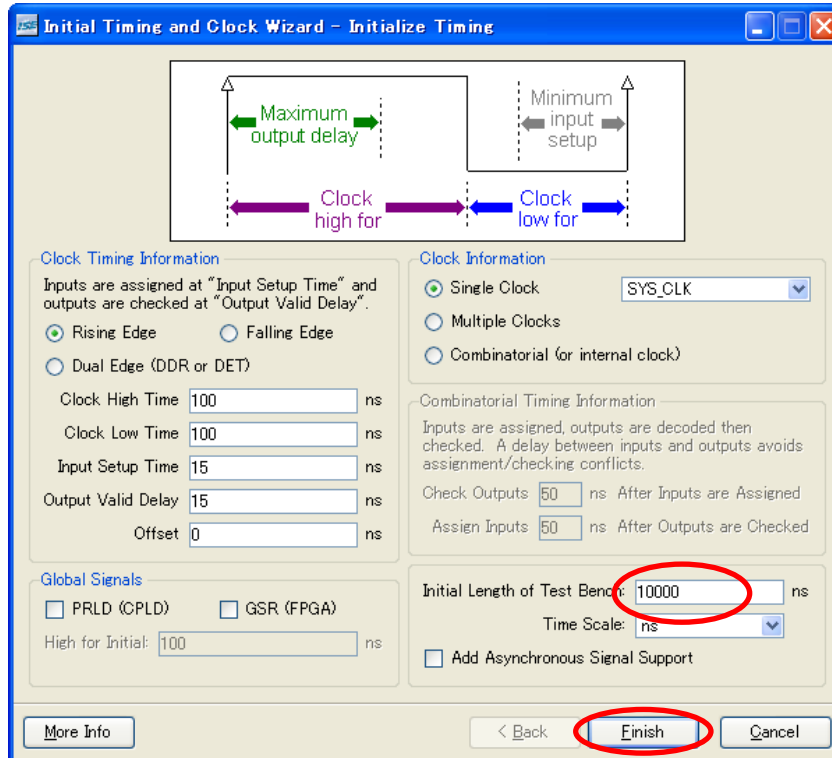 ISE Initial Timing and Clock Wizard - Initialize Timing
Maximum
output delay
Minimum
input
setup
Clock
high for
Clock
low for
Clock Timing Information
Inputs are assigned at "Input Setup Time" and
outputs are checked at "Output Valid Delay".
Rising Edge
Falling Edge
Dual Edge (DDR or DET)
Clock High Time 100 ns
Clock Low Time 100 ns
Input Setup Time 15 ns
Output Valid Delay 15 ns
Offset 0 ns
Global Signals
PRLD (CPLD)
GSR (FPGA)
High for Initial: 100 ns
Clock Information
Single Clock SYS_CLK
Multiple Clocks
Combinatorial (or internal clock)
Combinatorial Timing Information
Inputs are assigned, outputs are decoded then
checked. A delay between inputs and outputs avoids
assignment/checking conflicts.
Check Outputs 50 ns After Inputs are Assigned
Assign Inputs 50 ns After Outputs are Checked
Initial Length of Test Bench: 10000 ns
Time Scale: ns
Add Asynchronous Signal Support
More Info
< Back
Finish
Cancel